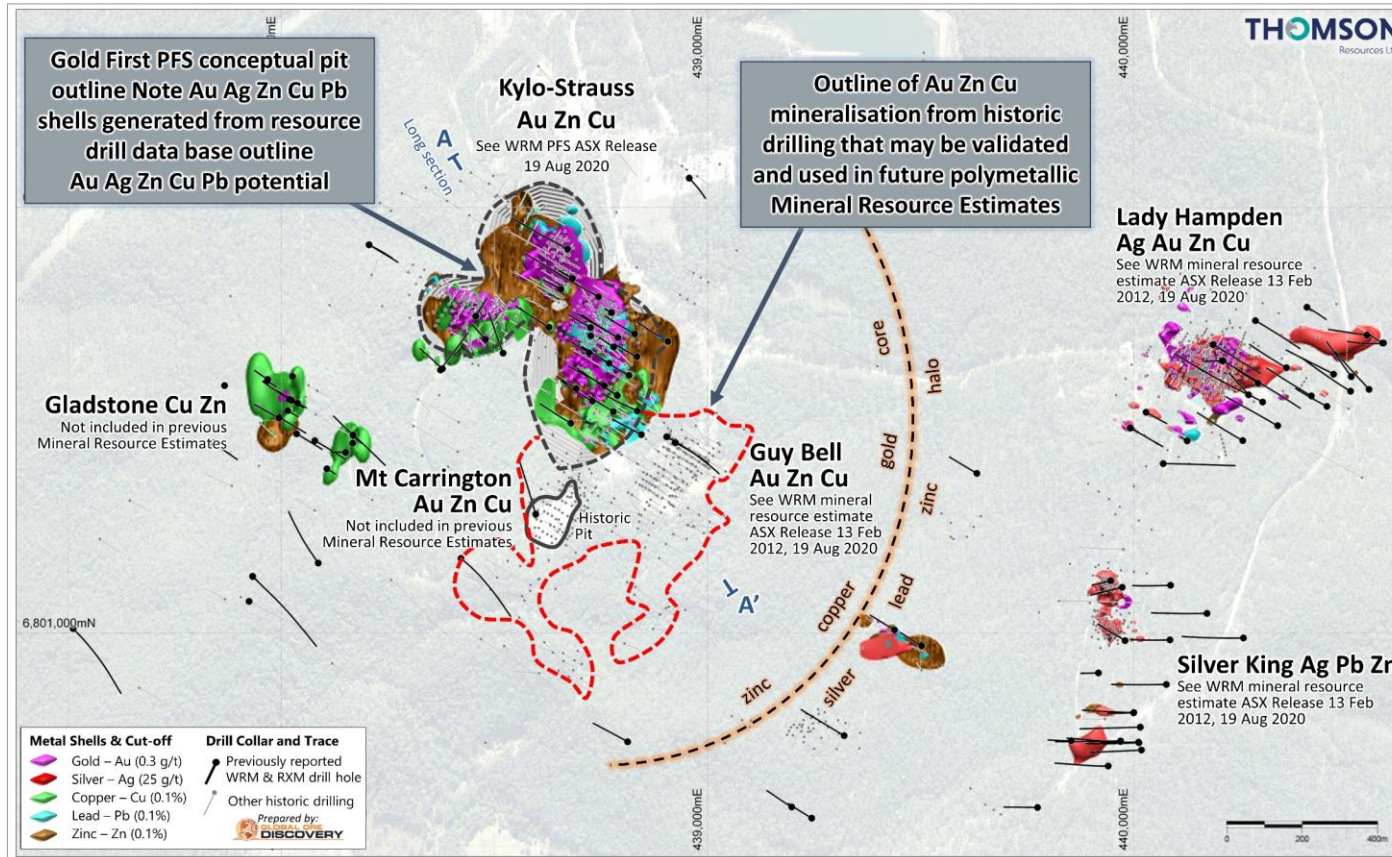 THOMSON
Resources Lt
439,000mE
440,000mE
Gold First PFS conceptual pit
outline Note Au Ag Zn Cu Pb
shells generated from resource
drill data base outline
Au Ag Zn Cu Pb potential
Kylo-Strauss
Au Zn Cu
See WRM PFS ASX Release
19 Aug 2020
A
Long section
Outline of Au Zn Cu
mineralisation from historic
drilling that may be validated
and used in future polymetallic
Mineral Resource Estimates
Lady Hampden
Ag Au Zn Cu
See WRM mineral resource
estimate ASX Release 13 Feb
2012, 19 Aug 2020
core
halo
gold
zinc
copper
lead
zinc
silver
Gladstone Cu Zn
Not included in previous
Mineral Resource Estimates
Mt Carrington
Au Zn Cu
Not included in previous
Mineral Resource Estimates
Historic
Pit
Guy Bell
Au Zn Cu
See WRM mineral
resource estimate
ASX Release 13 Feb
2012, 19 Aug 2020
A'
6,801,000mN
Silver King Ag Pb Zn
See WRM mineral resource
estimate ASX Release 13 Feb
2012, 19 Aug 2020
Metal Shells & Cut-off
Gold – Au (0.3 g/t)
Silver – Ag (25 g/t)
Copper – Cu (0.1%)
Lead – Pb (0.1%)
Zinc – Zn (0.1%)
Drill Collar and Trace
Previously reported
WRM & RXM drill hole
Other historic drilling
Prepared by:
GLOBAL ORE
DISCOVERY
439,000mE
440,000mE
0 200 400m